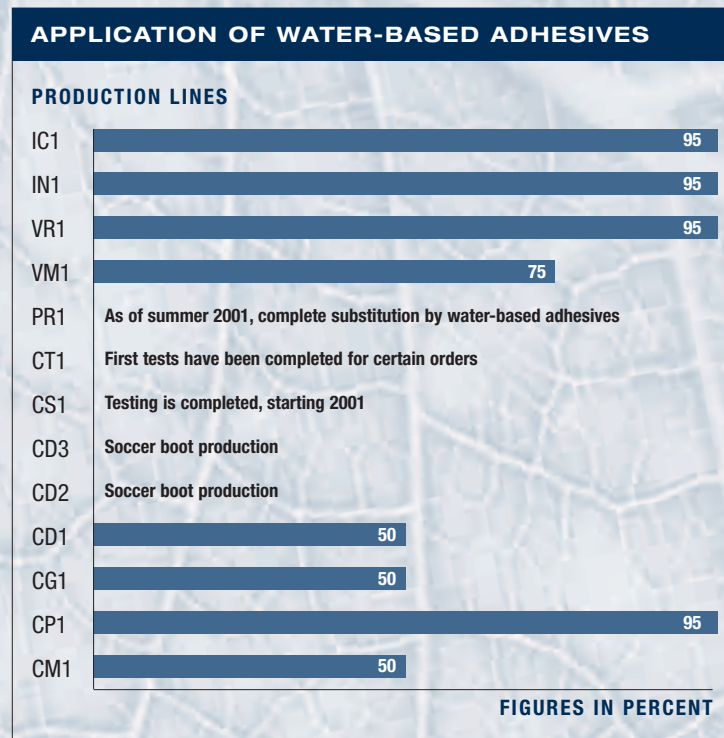 APPLICATION OF WATER-BASED ADHESIVES
PRODUCTION LINES
IC1 95
IN1 95
VR1 95
VM1 75
PR1 As of summer 2001, complete substitution by water-based adhesives
CT1 First tests have been completed for certain orders
CS1 Testing is completed, starting 2001
CD3 Soccer boot production
CD2 Soccer boot production
CD1 50
CG1 50
CP1 95
CM1 50
FIGURES IN PERCENT